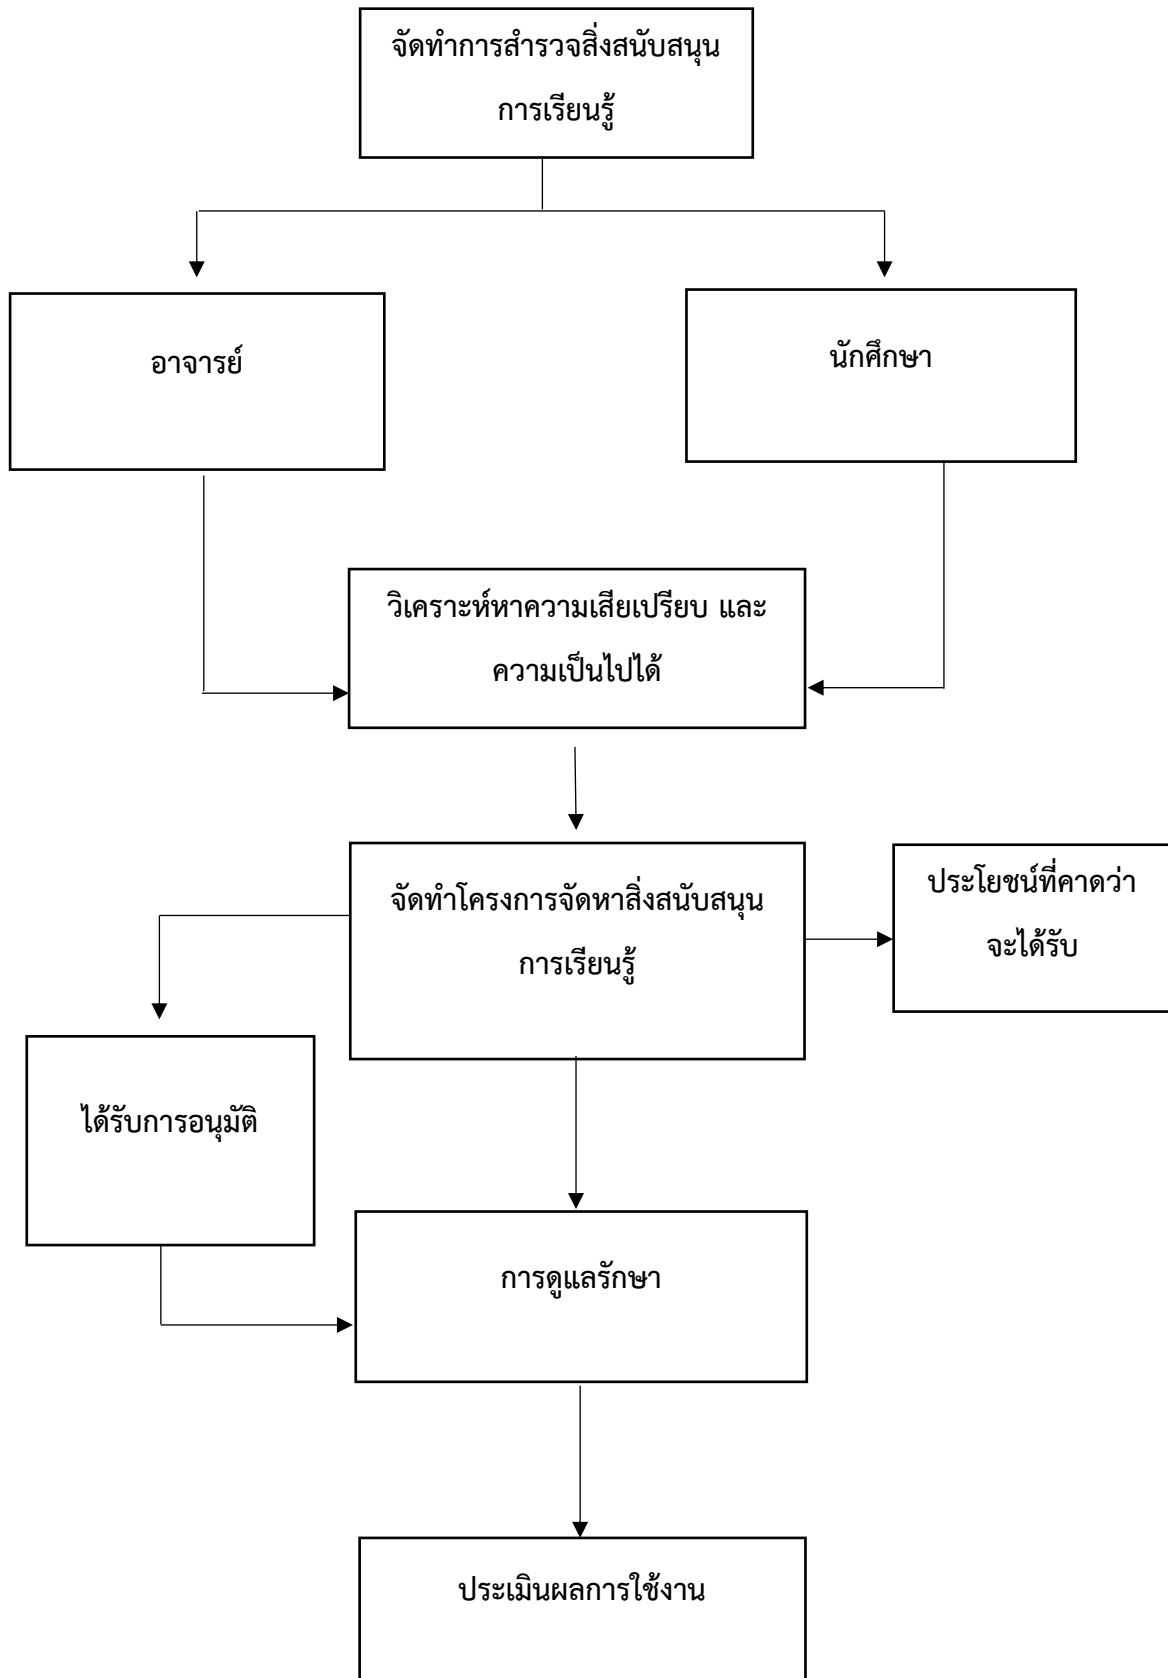 จัดทำการสำรวจสิ่งสนับสนุน
การเรียนรู้
อาจารย์
นักศึกษา
วิเคราะห์หาความเสียเปรียบ และ
ความเป็นไปได้
จัดทำโครงการจัดหาสิ่งสนับสนุน
การเรียนรู้
ประโยชน์ที่คาดว่า
จะได้รับ
ได้รับการอนุมัติ
การดูแลรักษา
ประเมินผลการใช้งาน